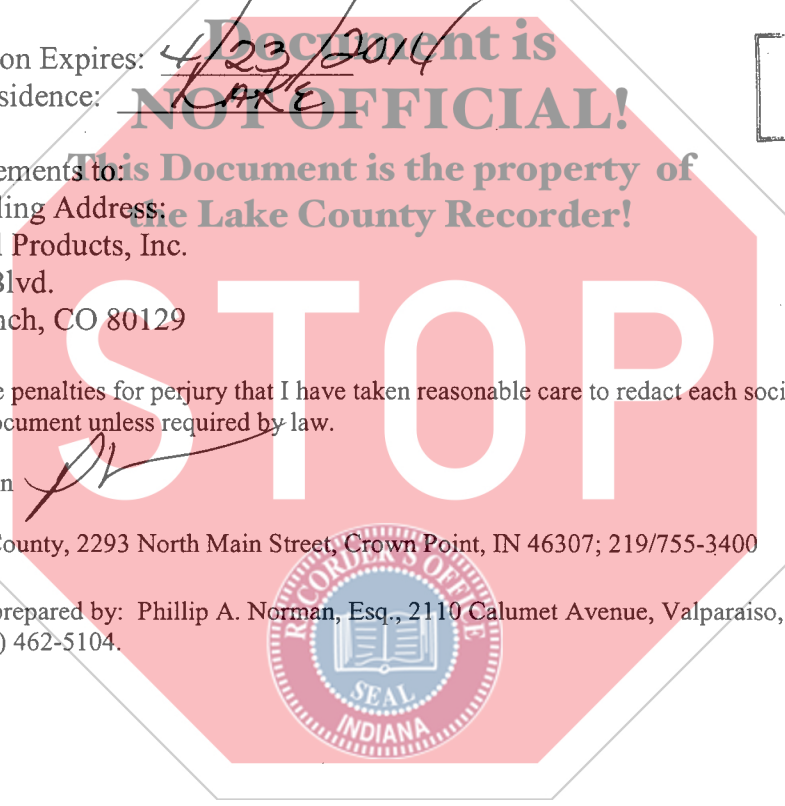 Document is
on Expires: 4/23/2014
NOT OFFICIAL!
sidence: LAKE
This Document is the property of
ements to:
the Lake County Recorder!
ling Address:
l Products, Inc.
Blvd.
nch, CO 80129
STOP
e penalties for perjury that I have taken reasonable care to redact each soci
ocument unless required by law.
n
County, 2293 North Main Street, Crown Point, IN 46307; 219/755-3400
prepared by: Phillip A. Norman, Esq., 2110 Calumet Avenue, Valparaiso,
) 462-5104.
RECORDER'S OFFICE
SEAL
INDIANA